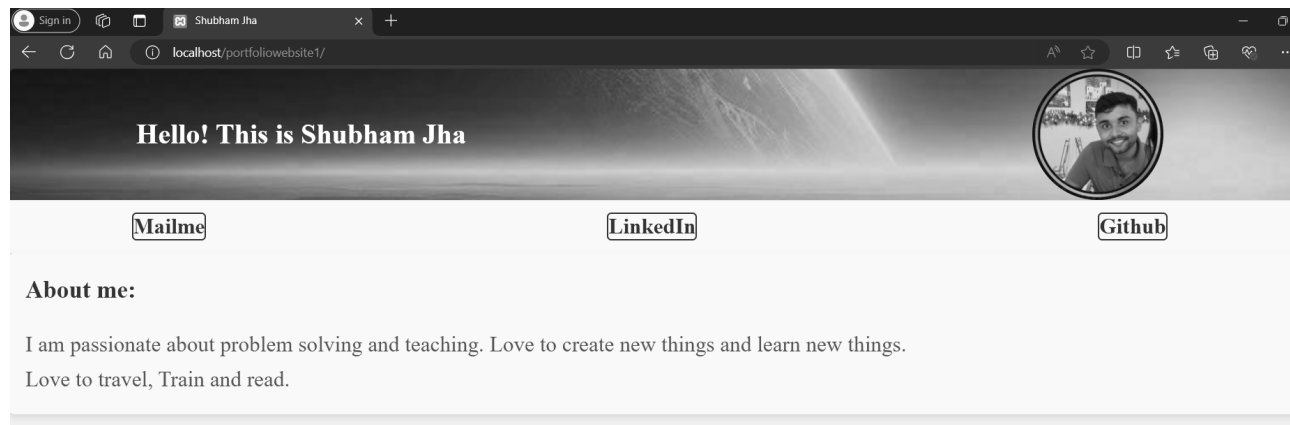 Sign in
Shubham Jha
localhost/portfoliowebsite1/
Hello! This is Shubham Jha
Mailme
LinkedIn
Github
About me:
I am passionate about problem solving and teaching. Love to create new things and learn new things.
Love to travel, Train and read.